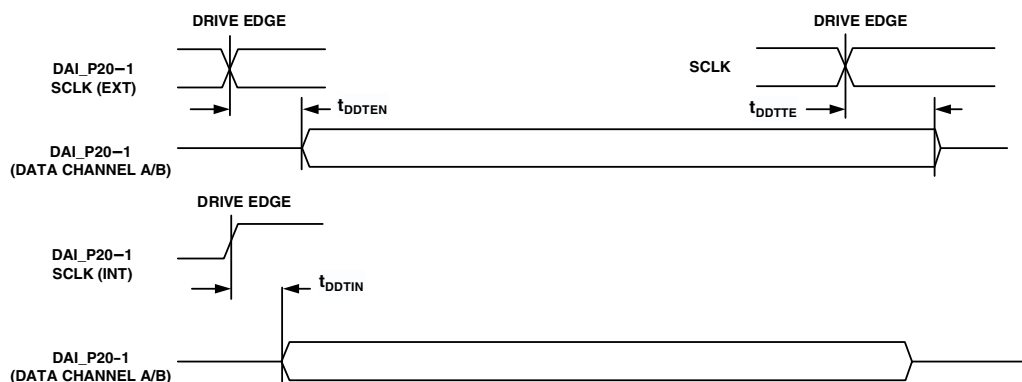 DRIVE EDGE
DRIVE EDGE
DAI_P20−1
SCLK (EXT)
SCLK
tDDTEN
tDDTTE
DAI_P20−1
(DATA CHANNEL A/B)
DRIVE EDGE
DAI_P20−1
SCLK (INT)
tDDTIN
DAI_P20−1
(DATA CHANNEL A/B)